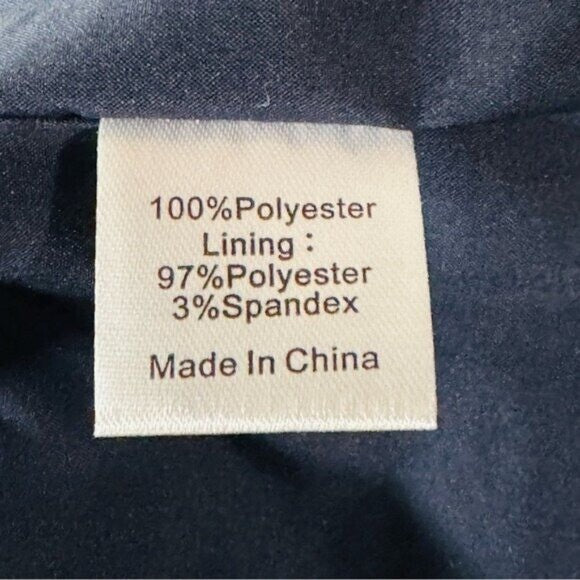 100%Polyester
Lining：
97%Polyester
3%Spandex
Made In China